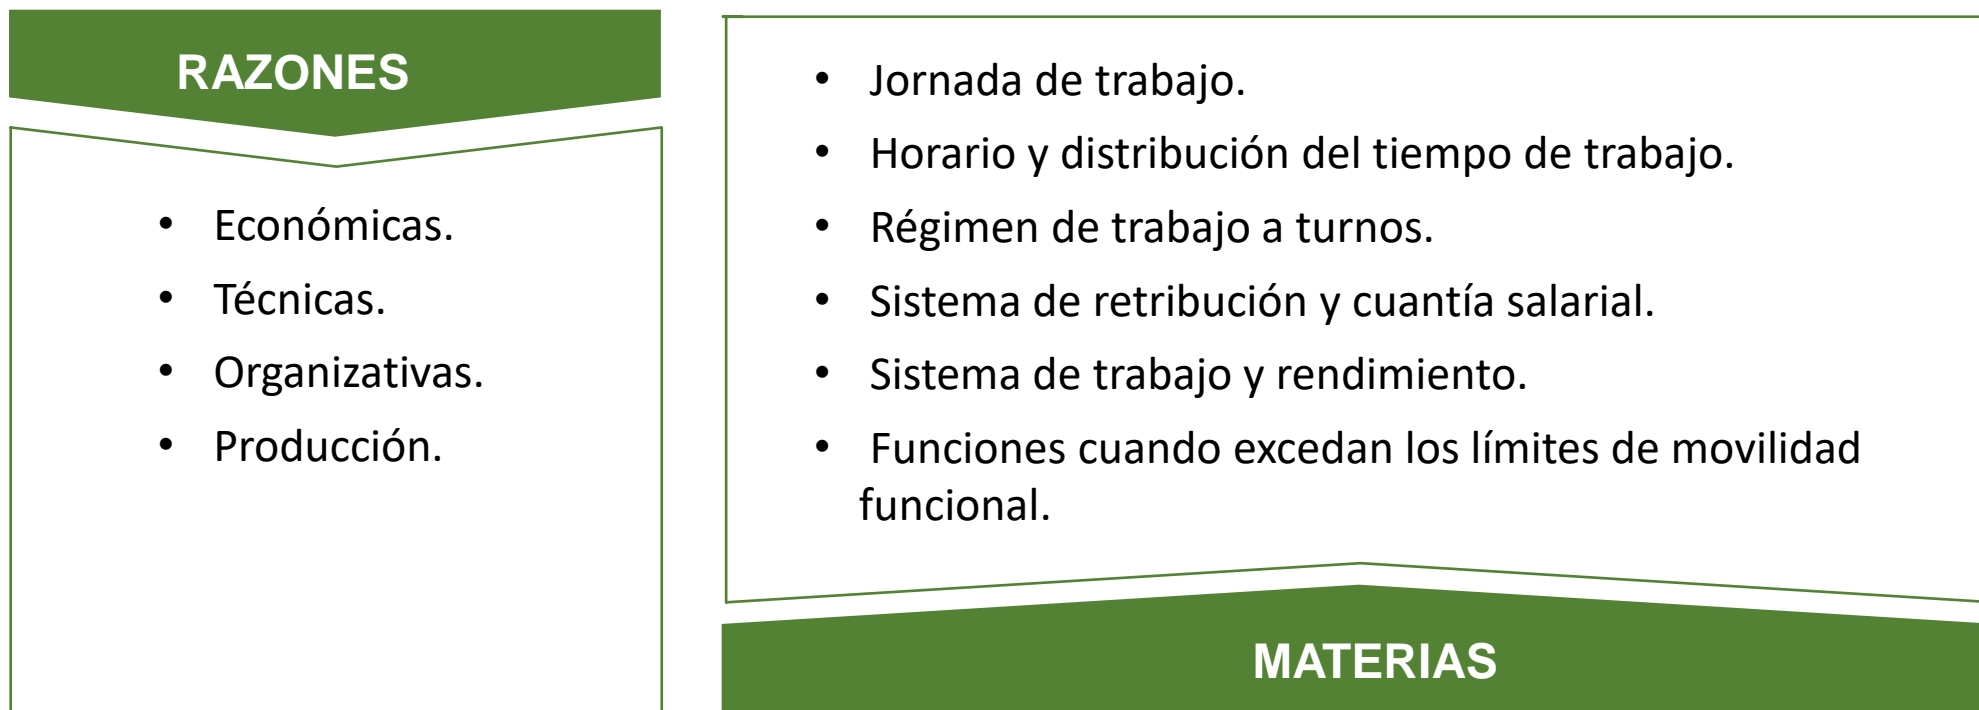 RAZONES
• Económicas.
• Técnicas.
• Organizativas.
• Producción.
• Jornada de trabajo.
• Horario y distribución del tiempo de trabajo.
• Régimen de trabajo a turnos.
• Sistema de retribución y cuantía salarial.
• Sistema de trabajo y rendimiento.
• Funciones cuando excedan los límites de movilidad
funcional.
MATERIAS